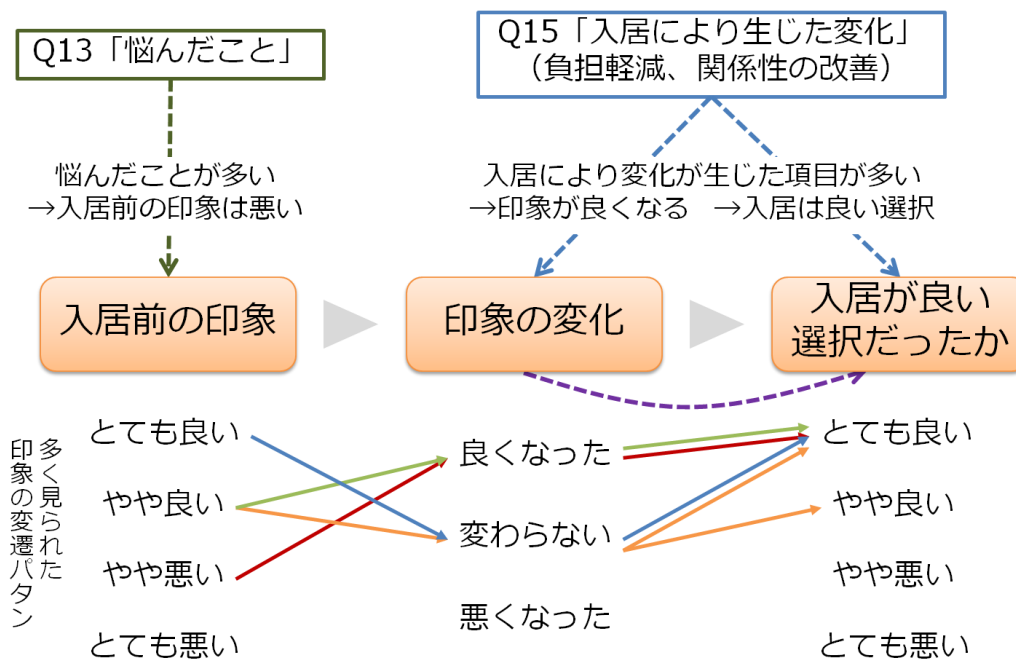 Q13「悩んだこと」
Q15「入居により生じた変化」
（負担軽減、関係性の改善）
悩んだことが多い
→入居前の印象は悪い
入居により変化が生じた項目が多い
→印象が良くなる →入居は良い選択
入居前の印象
印象の変化
入居が良い
選択だったか
多く見られた
印象の変遷パタン
とても良い
やや良い
やや悪い
とても悪い
良くなった
変わらない
悪くなった
とても良い
やや良い
やや悪い
とても悪い